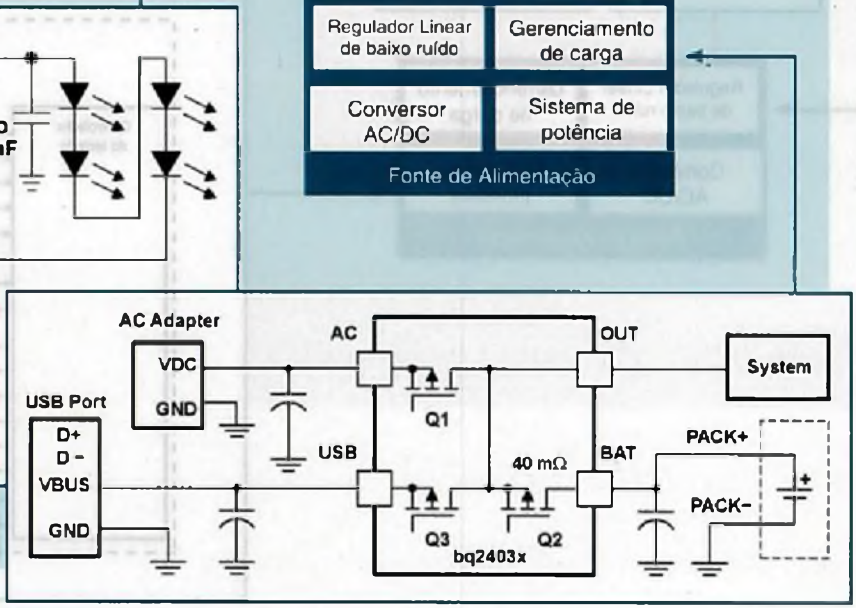 Regulador Linear
de baixo ruído
Gerenciamento
de carga
Conversor
AC/DC
Sistema de
potência
Fonte de Alimentação
AC Adapter
VDC
GND
USB Port
D+
D-
VBUS
GND
AC
USB
Q1
Q3
Q2
40 mΩ
bq2403x
OUT
BAT
System
PACK+
PACK-
+